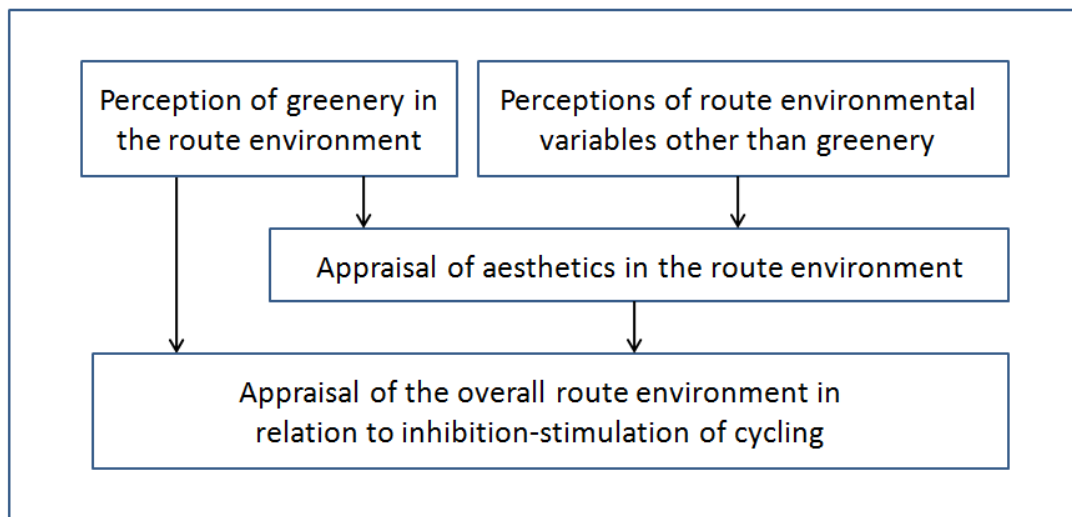 Perception of greenery in
the route environment
Perceptions of route environmental
variables other than greenery
Appraisal of aesthetics in the route environment
Appraisal of the overall route environment in
relation to inhibition-stimulation of cycling